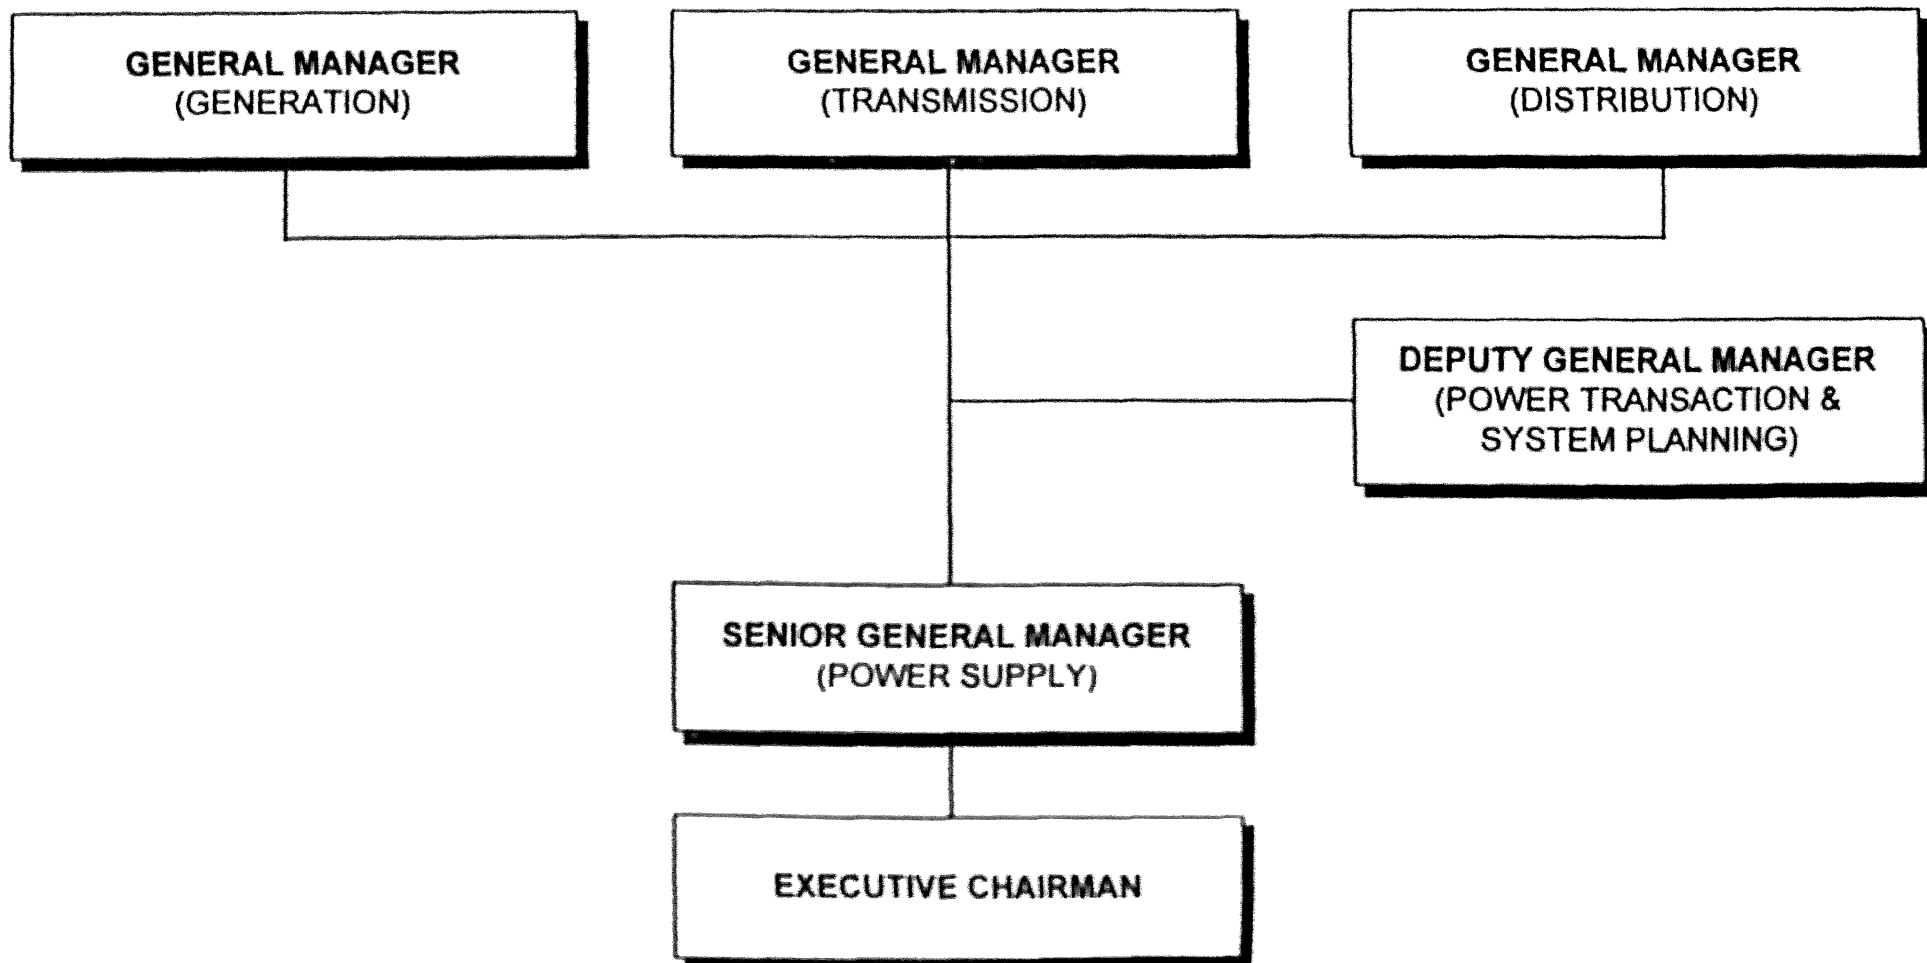 GENERAL MANAGER
(GENERATION)
GENERAL MANAGER
(TRANSMISSION)
GENERAL MANAGER
(DISTRIBUTION)
DEPUTY GENERAL MANAGER
(POWER TRANSACTION &
SYSTEM PLANNING)
SENIOR GENERAL MANAGER
(POWER SUPPLY)
EXECUTIVE CHAIRMAN